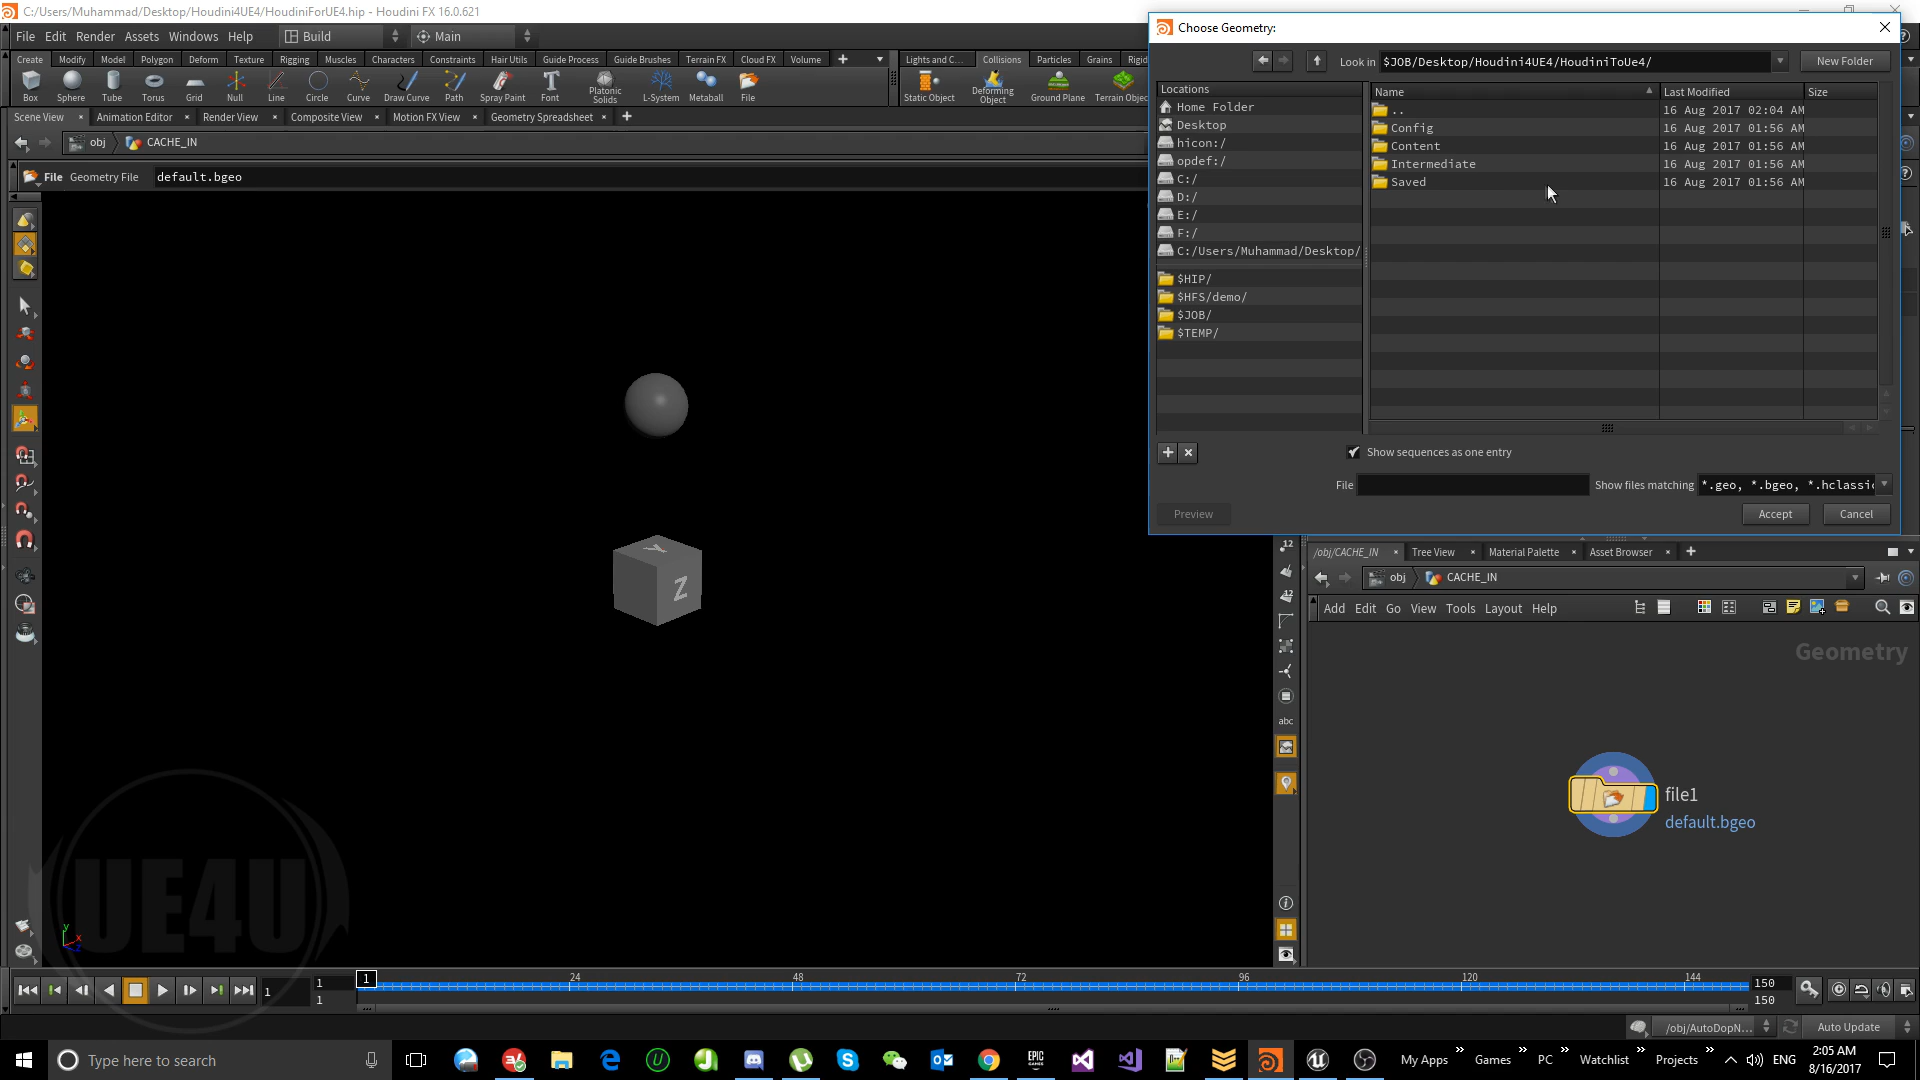 C:/Users/Muhammad/Desktop/Houdini4UE4/HoudiniForUE4.hip - Houdini FX 16.0.621
File Edit Render Assets Windows Help Build Main
Create Modify Model Polygon Deform Texture Rigging Muscles Characters Constraints Hair Utils Guide Process Guide Brushes Terrain FX Cloud FX Volume Lights and C... Collisions Particles Grains
Box Sphere Tube Torus Grid Null Line Circle Curve Draw Curve Path Spray Paint Font Platonic Solids L-System Metaball File Static Object Deforming Object Ground Plane
Scene View Animation Editor Render View Composite View Motion FX View Geometry Spreadsheet
obj CACHE_IN
File Geometry File default.bgeo
Choose Geometry:
Look in $JOB/Desktop/Houdini4UE4/HoudiniToUe4/ New Folder
Locations
Home Folder
Desktop
hicon:/
opdef:/
C:/
D:/
E:/
F:/
C:/Users/Muhammad/Desktop/
$HIP/
$HFS/demo/
$JOB/
$TEMP/
Name Last Modified Size
.. 16 Aug 2017 02:04 AM
Config 16 Aug 2017 01:56 AM
Content 16 Aug 2017 01:56 AM
Intermediate 16 Aug 2017 01:56 AM
Saved 16 Aug 2017 01:56 AM
Show sequences as one entry
File Show files matching *.geo, *.bgeo, *.hclassic
Preview Accept Cancel
Y
Z
/obj/CACHE_IN Tree View Material Palette Asset Browser
obj CACHE_IN
Add Edit Go View Tools Layout Help
Geometry
file1
default.bgeo
12
12
abc
UE4U
y
x
z
1 1 1 1 24 48 72 96 120 144 150 150
/obj/AutoDopN... Auto Update
Type here to search
EPIC GAMES
My Apps Games PC Watchlist Projects ENG 2:05 AM
8/16/2017